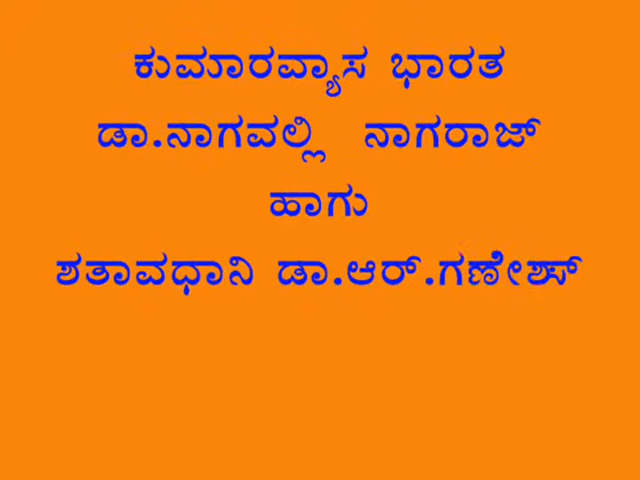 ಕುಮಾರವ್ಯಾಸ ಭಾರತ
ಡಾ.ನಾಗವಲ್ಲಿ ನಾಗರಾಜ್
ಹಾಗು
ಶತಾವಧಾನಿ ಡಾ.ಆರ್.ಗಣೇಶ್